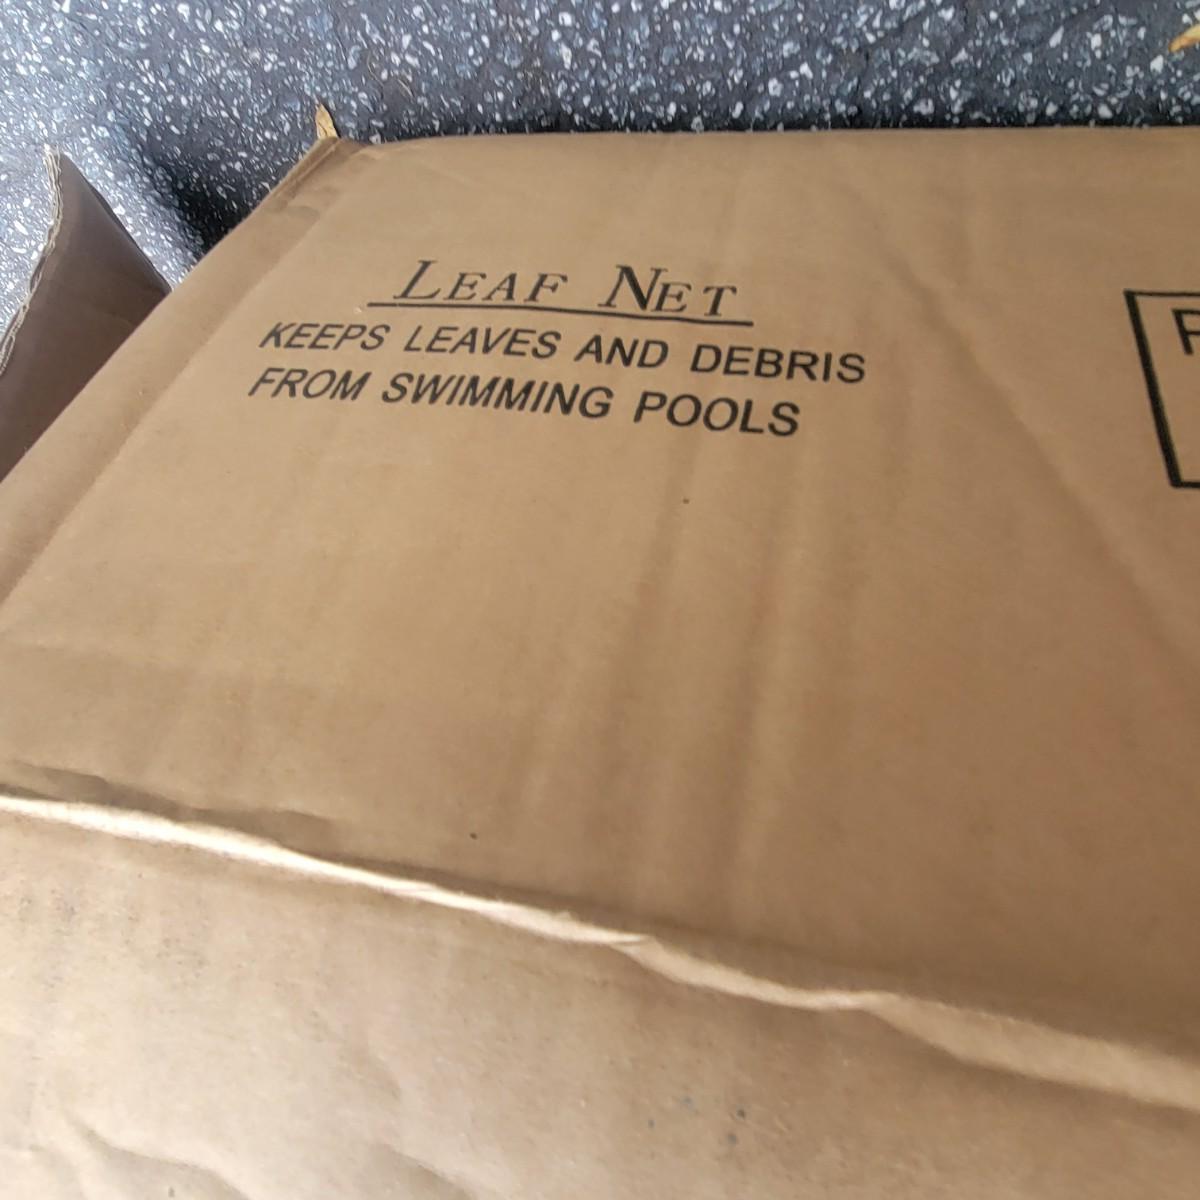 LEAF NET
KEEPS LEAVES AND DEBRIS
FROM SWIMMING POOLS